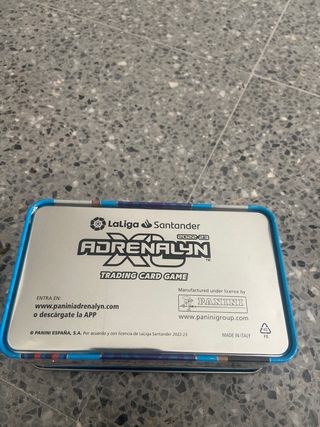 LaLiga Santander
2022-23
ADRENALYN XL™
TRADING CARD GAME
ENTRA EN:
www.paniniadrenalyn.com
o descárgate la APP
Manufactured under licence by
PANINI
www.paninigroup.com
© PANINI ESPAÑA, S.A. Por acuerdo y con licencia de LaLiga Santander 2022-23
MADE IN ITALY
FE